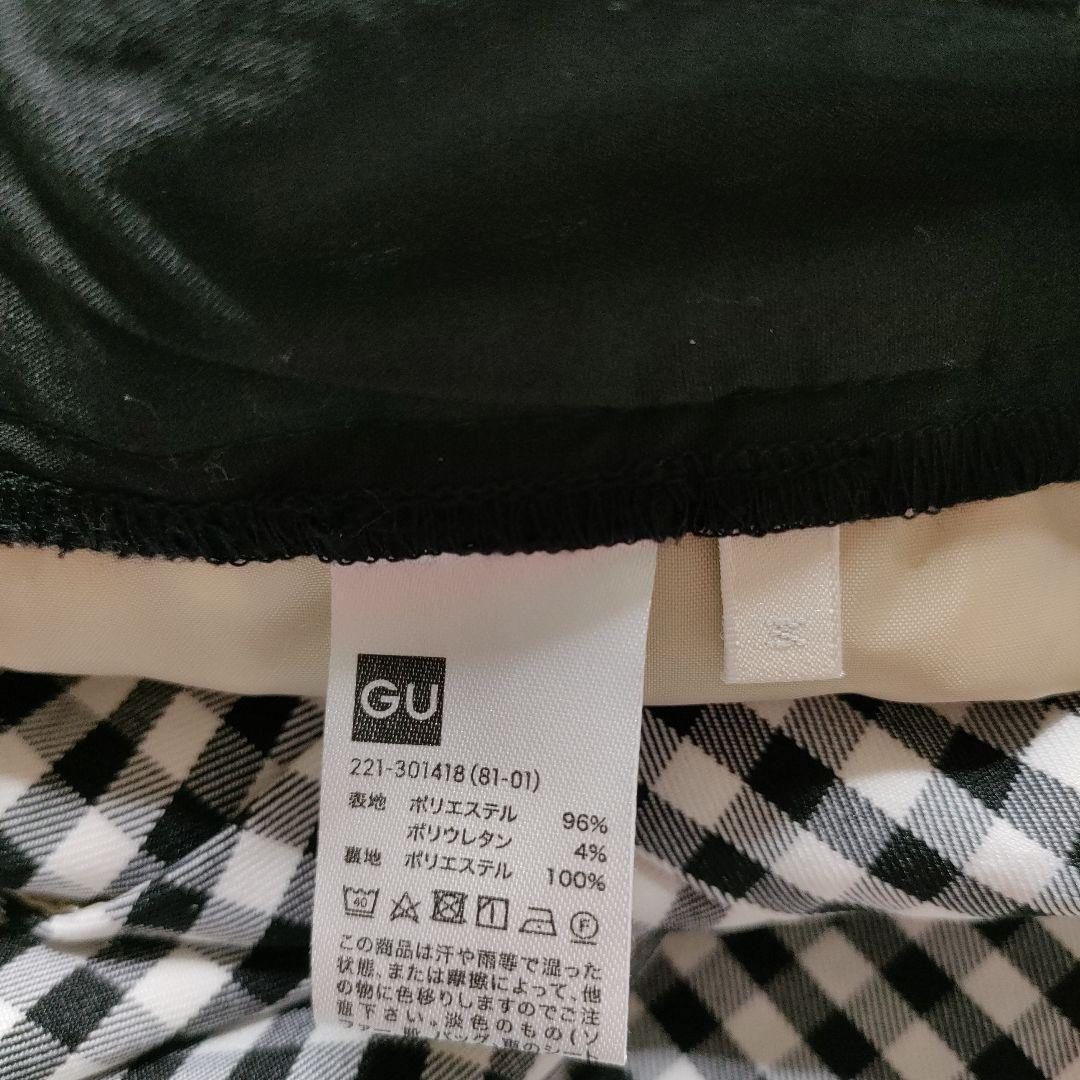 GU
221-301418(81-01)
表地 ポリエステル 96%
ポリウレタン 4%
裏地 ポリエステル 100%
40
F
この商品は汗や雨等で湿った
状態、または摩擦によって、他
の物に色移りしますのでご注
意下さい。淡色のもの(ソ
M